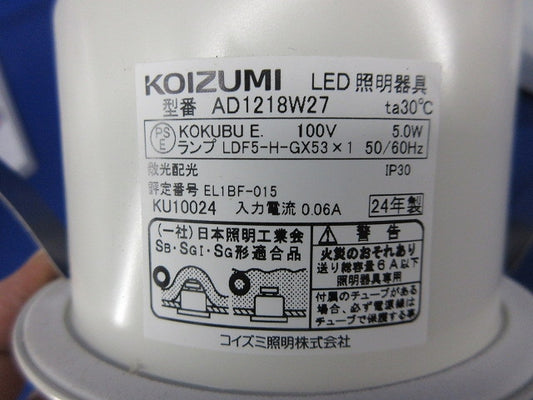 KOIZUMI LED 照明器具
型番 AD1218W27 ta30℃
PS E KOKUBU E. 100V 5.0W
ランプ LDF5-H-GX53×1 50/60Hz
散光配光 IP30
評定番号 EL1BF-015
KU10024 入力電流 0.06A 24年製
(一社)日本照明工業会
SB・SGI・SG形適合品
警告
火災のおそれあり
送り総容量6A以下
照明器具専用
付属のチューブがある
場合、必ず電源線は
チューブで保護する事
コイズミ照明株式会社